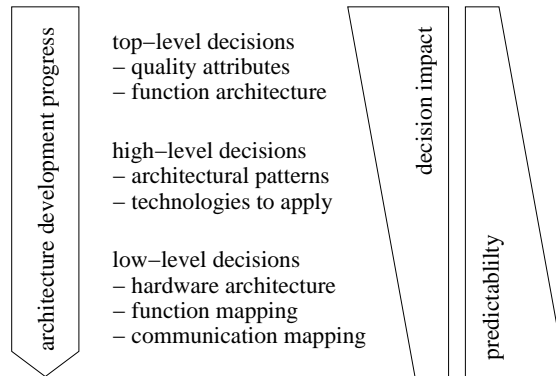 architecture development progress
top−level decisions
− quality attributes
− function architecture
high−level decisions
− architectural patterns
− technologies to apply
low−level decisions
− hardware architecture
− function mapping
− communication mapping
decision impact
predictablilty